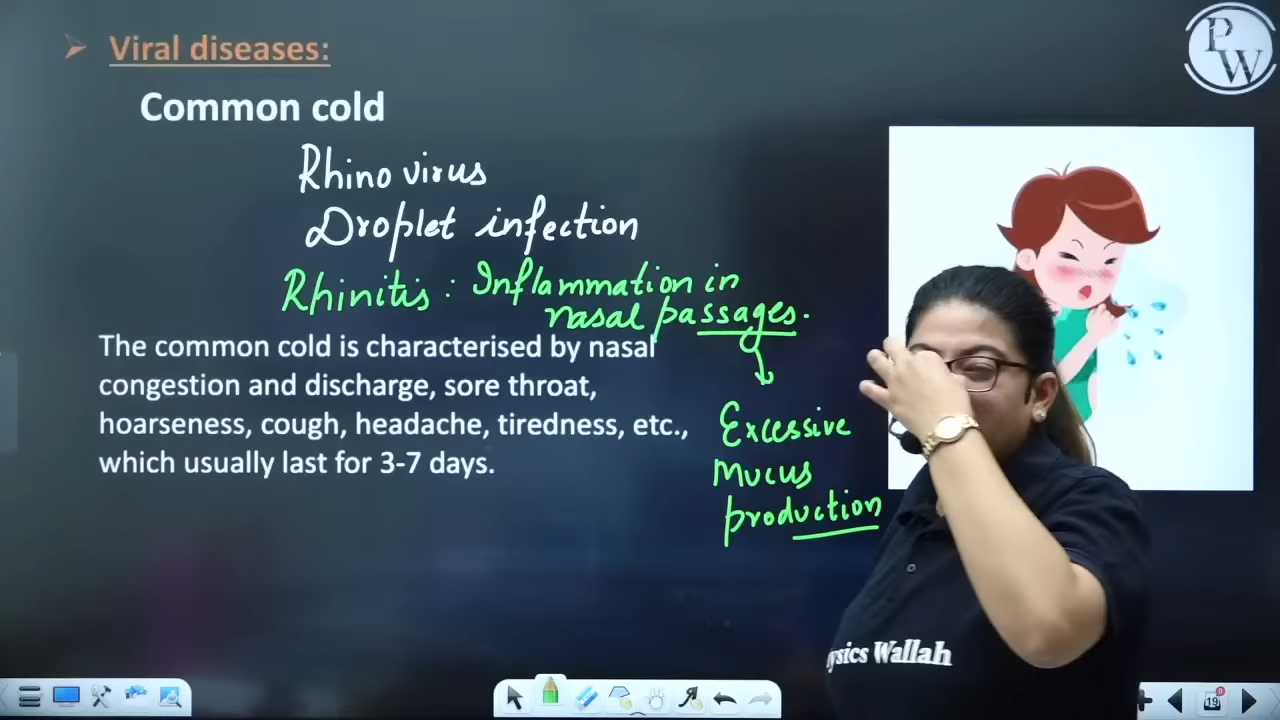 Viral diseases:
PW
Common cold
Rhino virus
Droplet infection
Rhinitis : Inflammation in
nasal passages.
The common cold is characterised by nasal
congestion and discharge, sore throat,
hoarseness, cough, headache, tiredness, etc.,
which usually last for 3-7 days.
Excessive
Mucus
production
ysics Wallah
19
0